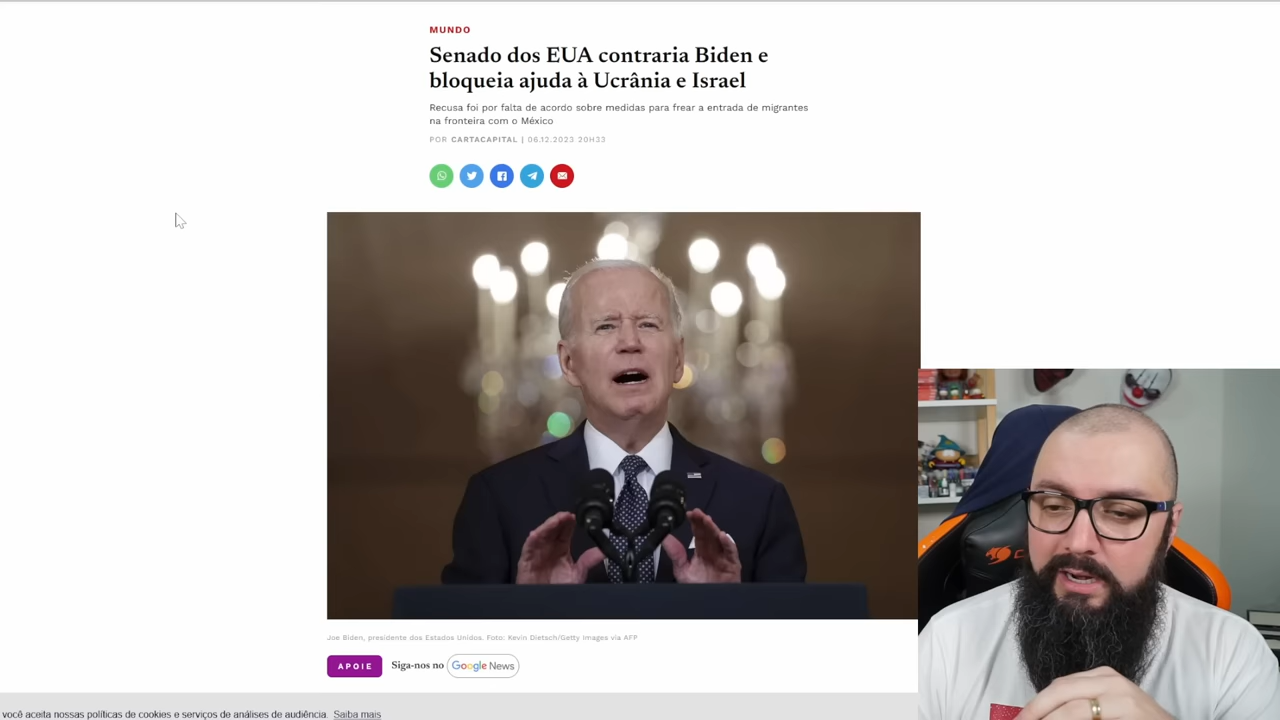 MUNDO
Senado dos EUA contraria Biden e
bloqueia ajuda à Ucrânia e Israel
Recusa foi por falta de acordo sobre medidas para frear a entrada de migrantes
na fronteira com o México
POR CARTACAPITAL | 06.12.2023 20H33
Joe Biden, presidente dos Estados Unidos. Foto: Kevin Dietsch/Getty Images via AFP
APOIE Siga-nos no Google News
você aceita nossas políticas de cookies e serviços de análises de audiência. Saiba mais